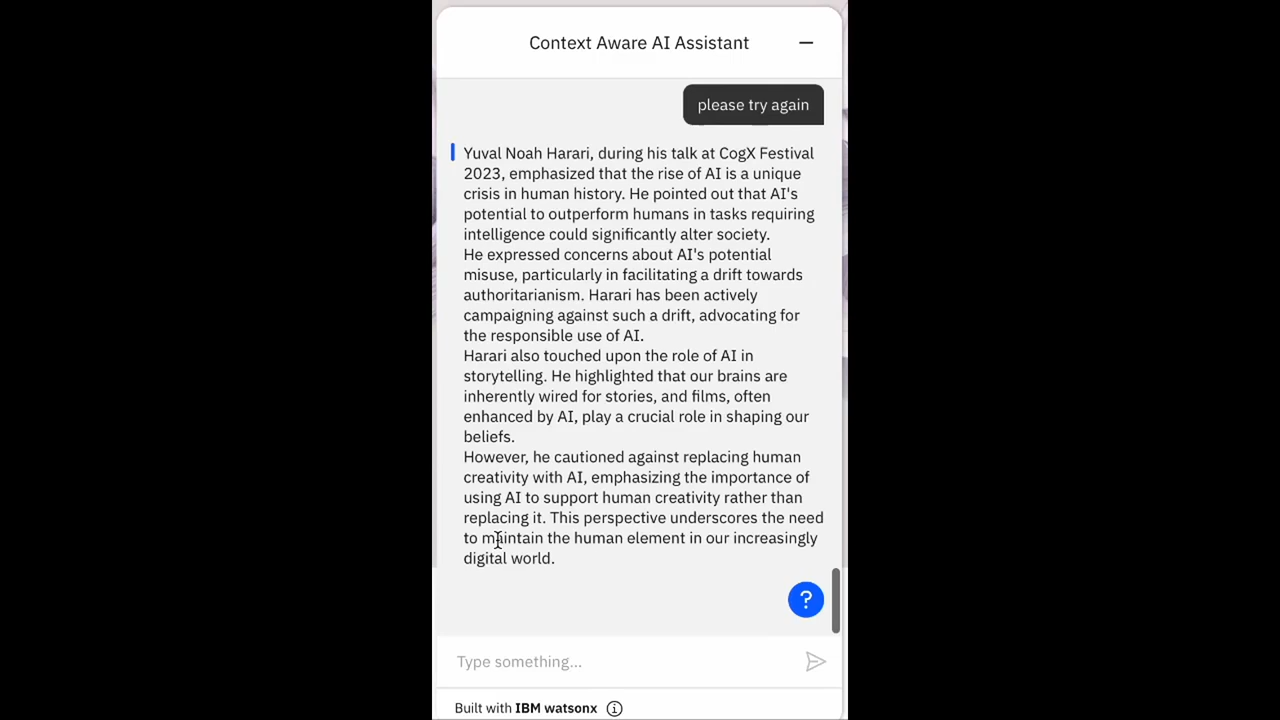 Context Aware AI Assistant
please try again
Yuval Noah Harari, during his talk at CogX Festival
2023, emphasized that the rise of AI is a unique
crisis in human history. He pointed out that AI's
potential to outperform humans in tasks requiring
intelligence could significantly alter society.
He expressed concerns about AI's potential
misuse, particularly in facilitating a drift towards
authoritarianism. Harari has been actively
campaigning against such a drift, advocating for
the responsible use of AI.
Harari also touched upon the role of AI in
storytelling. He highlighted that our brains are
inherently wired for stories, and films, often
enhanced by AI, play a crucial role in shaping our
beliefs.
However, he cautioned against replacing human
creativity with AI, emphasizing the importance of
using AI to support human creativity rather than
replacing it. This perspective underscores the need
to maintain the human element in our increasingly
digital world.
?
Type something...
Built with IBM watsonx